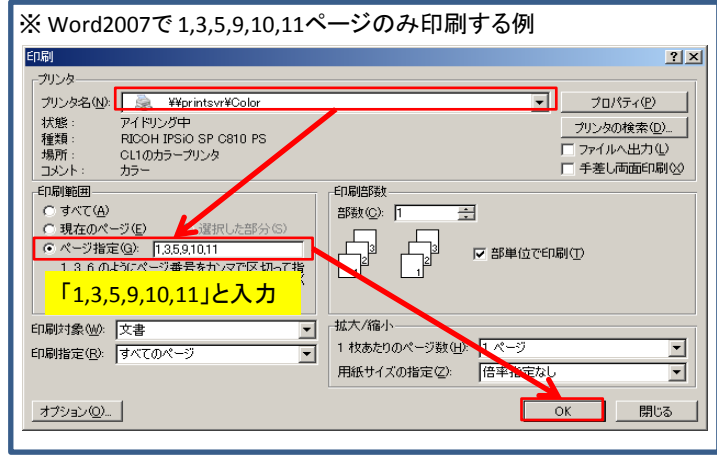 ※ Word2007で 1,3,5,9,10,11ページのみ印刷する例
印刷
プリンタ
プリンタ名(N): ¥¥printsvr¥Color
プロパティ(P)
状態： アイドリング中
プリンタの検索(D)...
種類： RICOH IPSiO SP C810 PS
場所： CL1のカラープリンタ
ファイルへ出力(L)
コメント： カラー
手差し両面印刷(X)
印刷範囲
すべて(A)
現在のページ(E)
選択した部分(S)
ページ指定(G): 1,3,5,9,10,11
1,3,6 のようにページ番号をカンマで区切って指
「1,3,5,9,10,11」と入力
印刷部数
部数(C): 1
3
2
1
3
2
1
部単位で印刷(T)
印刷対象(W): 文書
印刷指定(R): すべてのページ
拡大/縮小
1 枚あたりのページ数(H): 1 ページ
用紙サイズの指定(Z): 倍率指定なし
オプション(O)...
OK
閉じる